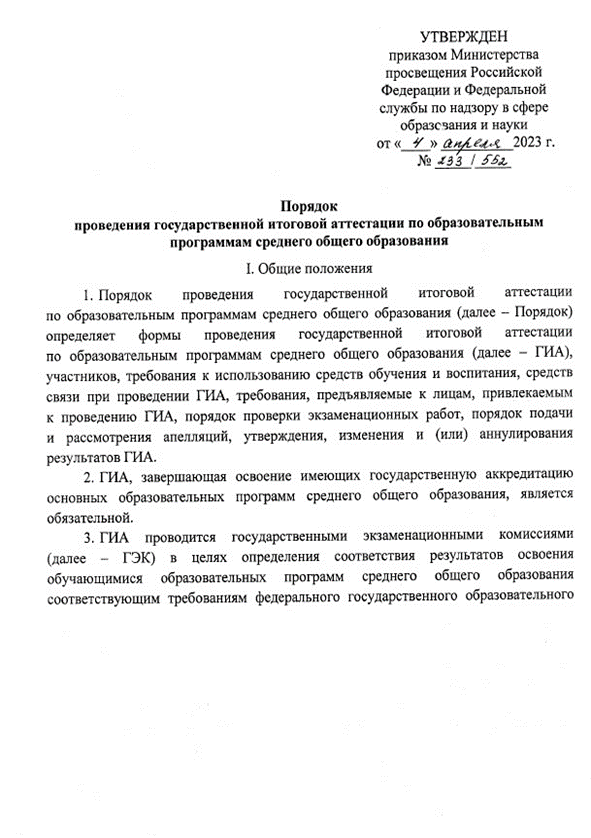 УТВЕРЖДЕН
приказом Министерства
просвещения Российской
Федерации и Федеральной
службы по надзору в сфере
образования и науки
от « 4 » апреля 2023 г.
№ 233 / 552
Порядок
проведения государственной итоговой аттестации по образовательным
программам среднего общего образования
I. Общие положения
1. Порядок проведения государственной итоговой аттестации
по образовательным программам среднего общего образования (далее – Порядок)
определяет формы проведения государственной итоговой аттестации
по образовательным программам среднего общего образования (далее – ГИА),
участников, требования к использованию средств обучения и воспитания, средств
связи при проведении ГИА, требования, предъявляемые к лицам, привлекаемым
к проведению ГИА, порядок проверки экзаменационных работ, порядок подачи
и рассмотрения апелляций, утверждения, изменения и (или) аннулирования
результатов ГИА.
2. ГИА, завершающая освоение имеющих государственную аккредитацию
основных образовательных программ среднего общего образования, является
обязательной.
3. ГИА проводится государственными экзаменационными комиссиями
(далее – ГЭК) в целях определения соответствия результатов освоения
обучающимися образовательных программ среднего общего образования
соответствующим требованиям федерального государственного образовательного